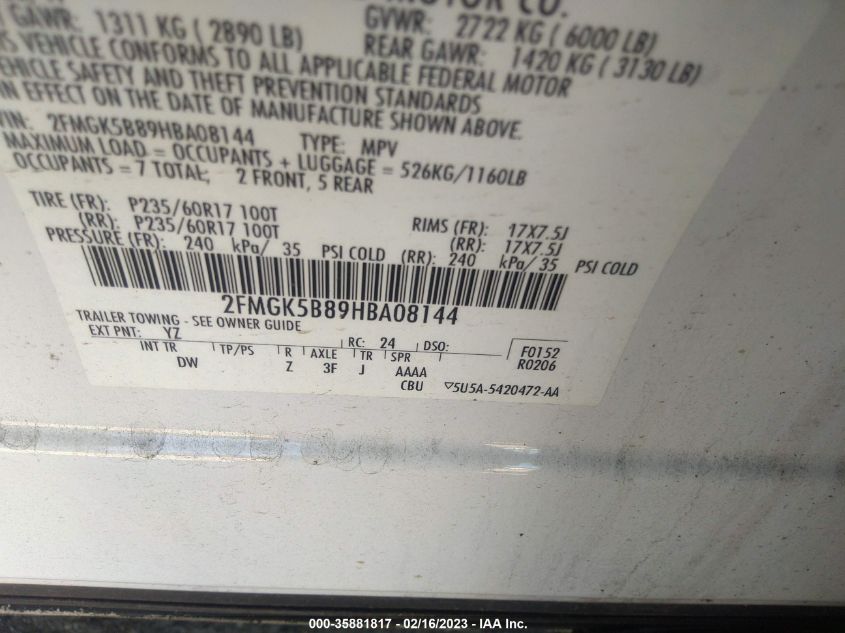 MOTOR CO.
GAWR: 1311 KG ( 2890 LB) GVWR: 2722 KG ( 6000 LB)
REAR GAWR: 1420 KG ( 3130 LB)
VEHICLE CONFORMS TO ALL APPLICABLE FEDERAL MOTOR
VEHICLE SAFETY AND THEFT PREVENTION STANDARDS
IN EFFECT ON THE DATE OF MANUFACTURE SHOWN ABOVE.
VIN: 2FMGK5B89HBA08144 TYPE: MPV
MAXIMUM LOAD = OCCUPANTS + LUGGAGE = 526KG/1160LB
OCCUPANTS = 7 TOTAL; 2 FRONT, 5 REAR
TIRE (FR): P235/60R17 100T RIMS (FR): 17X7.5J
(RR): P235/60R17 100T (RR): 17X7.5J
PRESSURE (FR): 240 kPa/ 35 PSI COLD (RR): 240 kPa/ 35 PSI COLD
2FMGK5B89HBA08144
TRAILER TOWING - SEE OWNER GUIDE
EXT PNT: YZ RC: 24 DSO: F0152
INT TR TP/PS R AXLE TR SPR R0206
DW Z 3F J AAAA
CBU ▽5U5A-5420472-AA
000-35881817 - 02/16/2023 - IAA Inc.